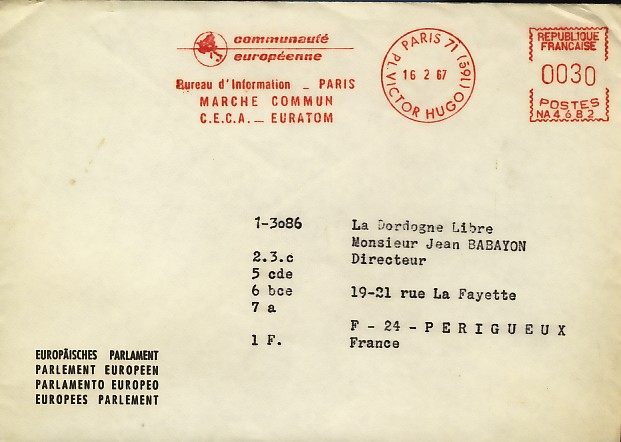 communauté
européenne
Bureau d'Information _ PARIS
MARCHE COMMUN
C.E.C.A. _ EURATOM
PARIS 71 (391)
16 2 67
PL. VICTOR HUGO
REPUBLIQUE
FRANCAISE
0030
POSTES
NA 4682
1-3o86
2.3.c
5 cde
6 bce
7 a
1 F.
La Dordogne Libre
Monsieur Jean BABAYON
Directeur
19-21 rue La Fayette
F - 24 - PERIGUEUX
France
EUROPÄISCHES PARLAMENT
PARLEMENT EUROPEEN
PARLAMENTO EUROPEO
EUROPEES PARLEMENT